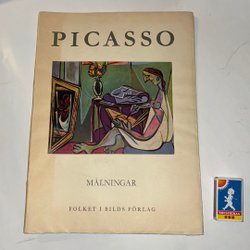 PICASSO
MÅLNINGAR
FOLKET I BILDS FÖRLAG